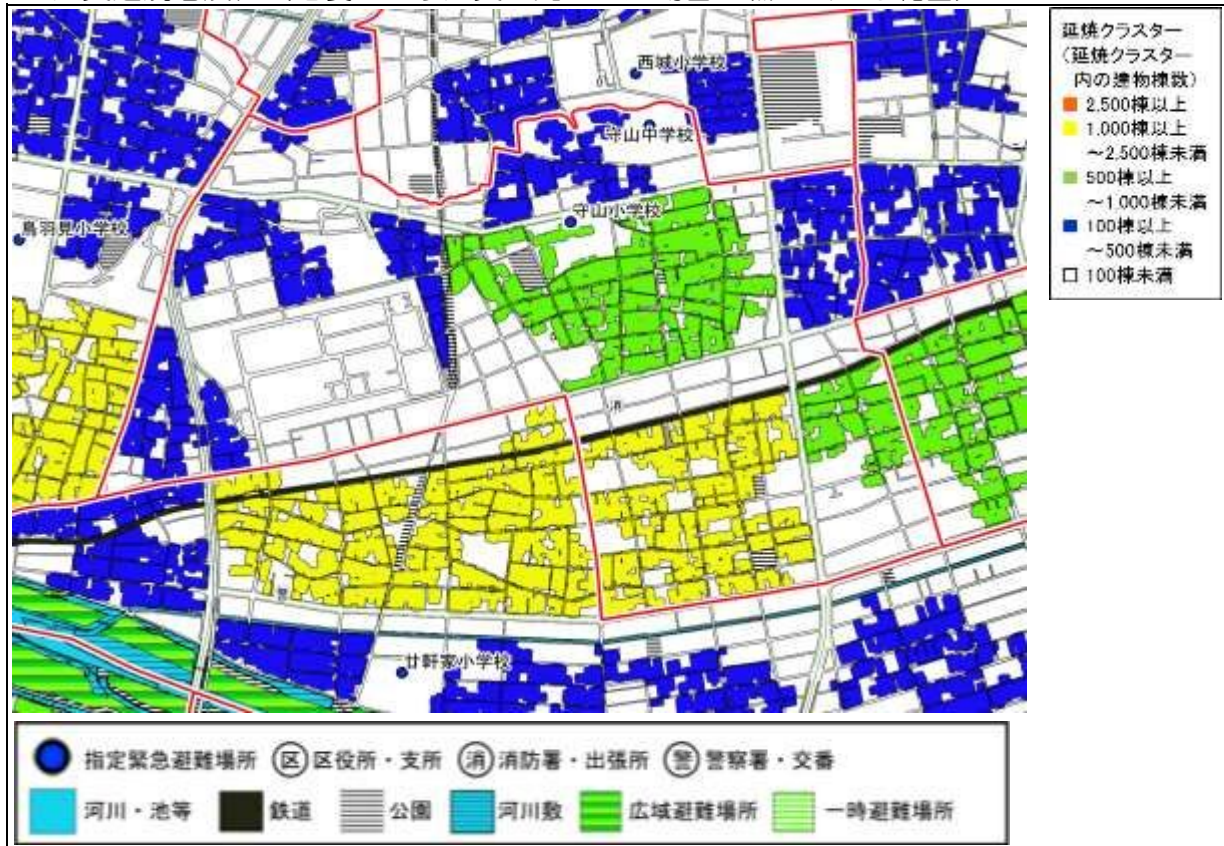 西城小学校
守山中学校
守山小学校
鳥羽見小学校
消
廿軒家小学校
延焼クラスター
(延焼クラスター
内の建物棟数)
2,500棟以上
1,000棟以上
～2,500棟未満
500棟以上
～1,000棟未満
100棟以上
～500棟未満
100棟未満
指定緊急避難場所 区 区役所・支所 消 消防署・出張所 警 警察署・交番
河川・池等 鉄道 公園 河川敷 広域避難場所 一時避難場所